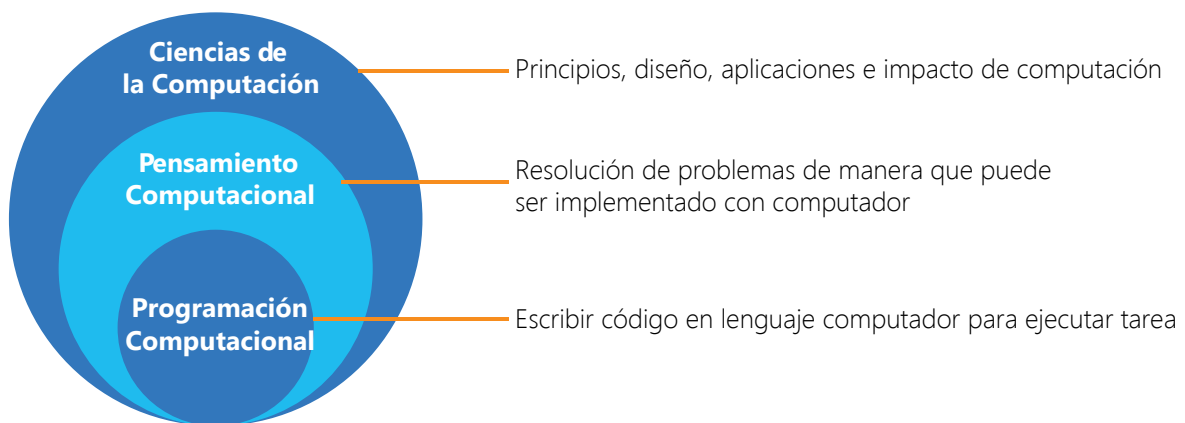 Ciencias de
la Computación
Principios, diseño, aplicaciones e impacto de computación
Pensamiento
Computacional
Resolución de problemas de manera que puede
ser implementado con computador
Programación
Computacional
Escribir código en lenguaje computador para ejecutar tarea